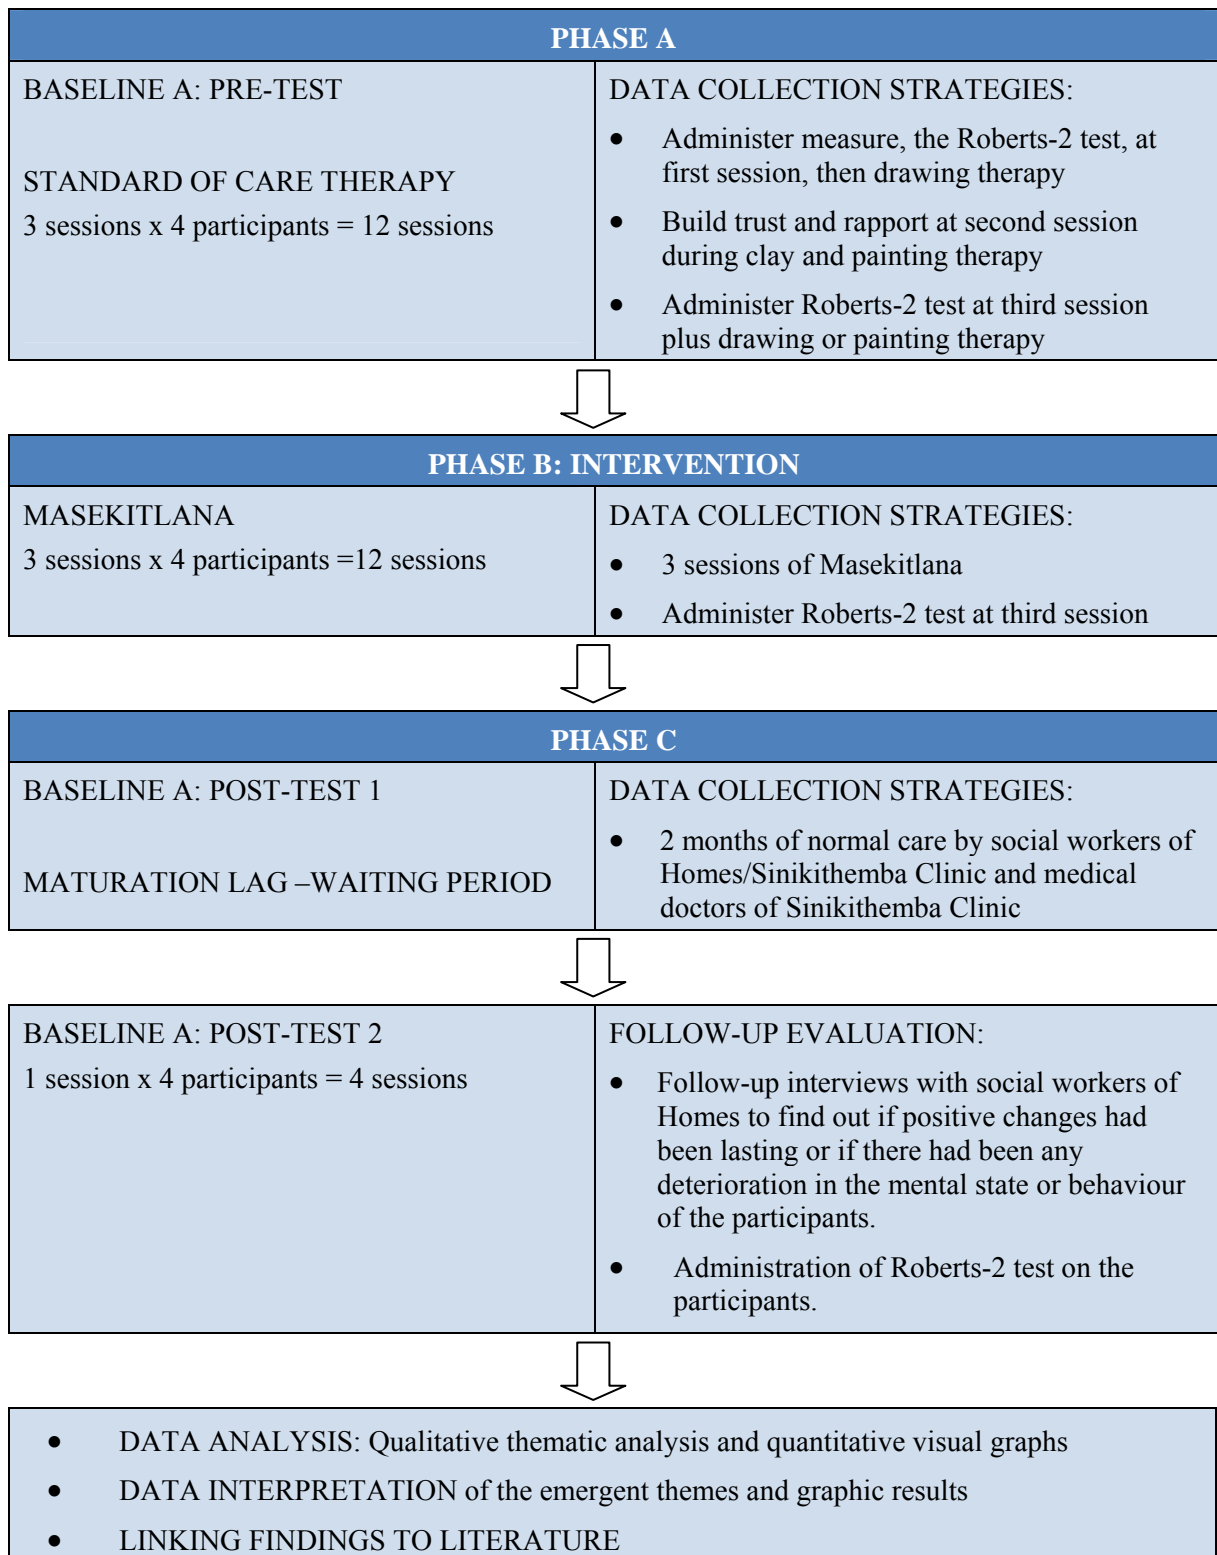 PHASE A
BASELINE A: PRE-TEST
STANDARD OF CARE THERAPY
3 sessions x 4 participants = 12 sessions
DATA COLLECTION STRATEGIES:
• Administer measure, the Roberts-2 test, at
first session, then drawing therapy
• Build trust and rapport at second session
during clay and painting therapy
• Administer Roberts-2 test at third session
plus drawing or painting therapy
PHASE B: INTERVENTION
MASEKITLANA
3 sessions x 4 participants =12 sessions
DATA COLLECTION STRATEGIES:
• 3 sessions of Masekitlana
• Administer Roberts-2 test at third session
PHASE C
BASELINE A: POST-TEST 1
MATURATION LAG –WAITING PERIOD
DATA COLLECTION STRATEGIES:
• 2 months of normal care by social workers of
Homes/Sinikithemba Clinic and medical
doctors of Sinikithemba Clinic
BASELINE A: POST-TEST 2
1 session x 4 participants = 4 sessions
FOLLOW-UP EVALUATION:
• Follow-up interviews with social workers of
Homes to find out if positive changes had
been lasting or if there had been any
deterioration in the mental state or behaviour
of the participants.
• Administration of Roberts-2 test on the
participants.
• DATA ANALYSIS: Qualitative thematic analysis and quantitative visual graphs
• DATA INTERPRETATION of the emergent themes and graphic results
• LINKING FINDINGS TO LITERATURE